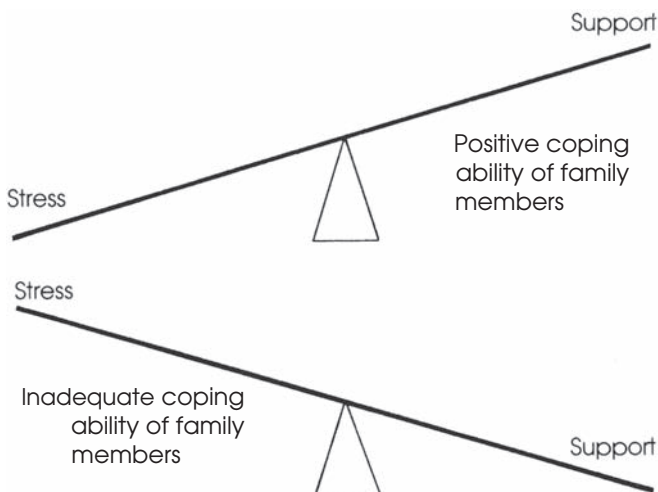 Support
Positive coping
ability of family
members
Stress
Stress
Inadequate coping
ability of family
members
Support